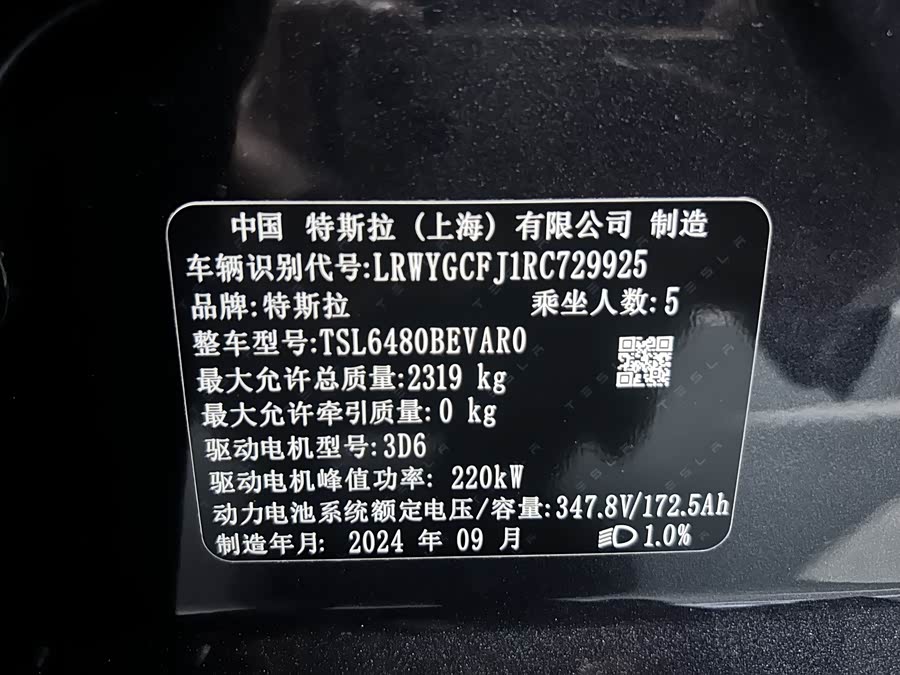 中国 特斯拉（上海）有限公司 制造
车辆识别代号:LRWYGCFJ1RC729925
品牌:特斯拉 乘坐人数:5
整车型号:TSL6480BEVAR0
最大允许总质量:2319 kg
最大允许牵引质量:0 kg
驱动电机型号:3D6
驱动电机峰值功率: 220kW
动力电池系统额定电压/容量:347.8V/172.5Ah
制造年月: 2024 年 09 月 1.0%